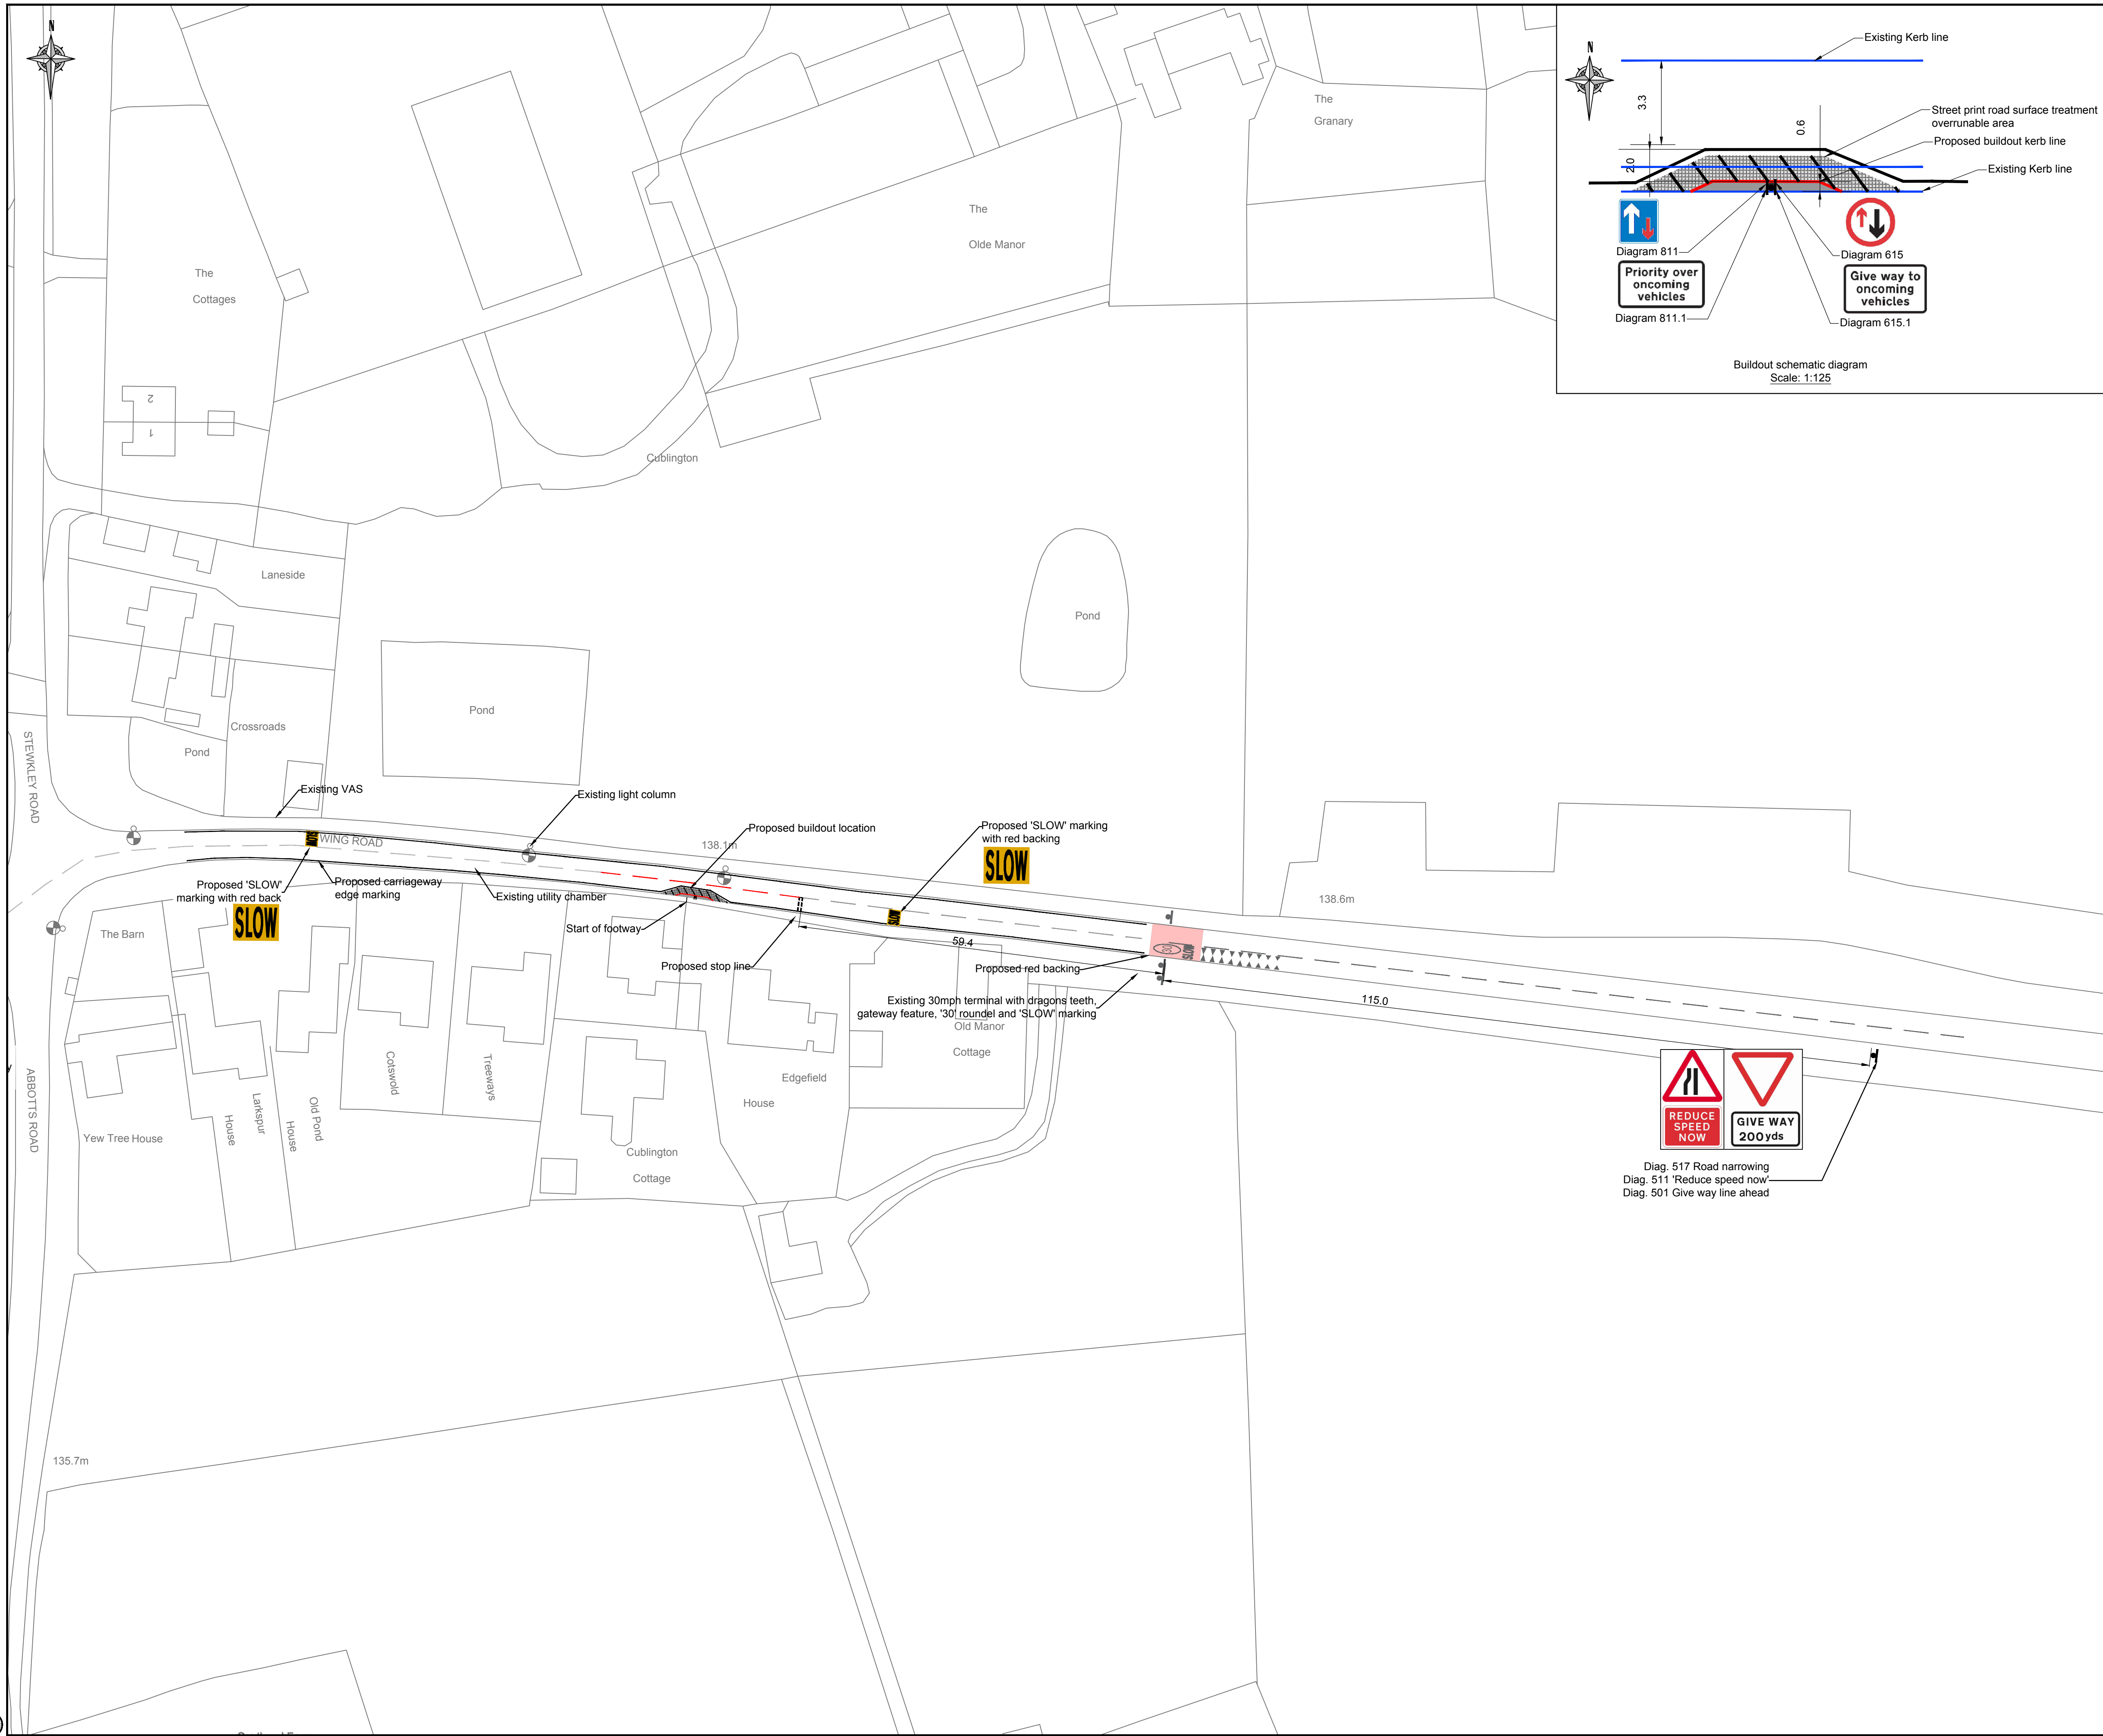 N
The
Cottages
2
1
The
Olde Manor
The
Granary
Cublington
N
Existing Kerb line
3.3
0.6
2.0
Street print road surface treatment
overrunable area
Proposed buildout kerb line
Existing Kerb line
Diagram 811
Priority over
oncoming
vehicles
Diagram 811.1
Diagram 615
Give way to
oncoming
vehicles
Diagram 615.1
Buildout schematic diagram
Scale: 1:125
Laneside
Crossroads
Pond
Pond
Pond
STEWKLEY ROAD
Existing VAS
Existing light column
Proposed buildout location
138.1m
Proposed 'SLOW' marking
with red backing
SLOW
WING ROAD
SLOW
SLOW
Proposed 'SLOW'
marking with red back
SLOW
Proposed carriageway
edge marking
Existing utility chamber
Start of footway
Proposed stop line
59.4
Proposed red backing
30
SLOW
138.6m
Existing 30mph terminal with dragons teeth,
gateway feature, '30' roundel and 'SLOW' marking
115.0
The Barn
Yew Tree House
Larkspur
House
Old Pond
House
Cotswold
Treeways
Cublington
Cottage
Edgefield
House
Old Manor
Cottage
ABBOTTS ROAD
REDUCE
SPEED
NOW
GIVE WAY
200 yds
Diag. 517 Road narrowing
Diag. 511 'Reduce speed now'
Diag. 501 Give way line ahead
135.7m